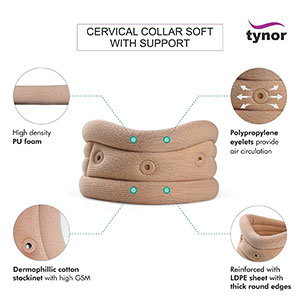 CERVICAL COLLAR SOFT
WITH SUPPORT
tynor
High density
PU foam
Polypropylene
eyelets provide
air circulation
Dermophillic cotton
stockinet with high GSM
Reinforced with
LDPE sheet with
thick round edges